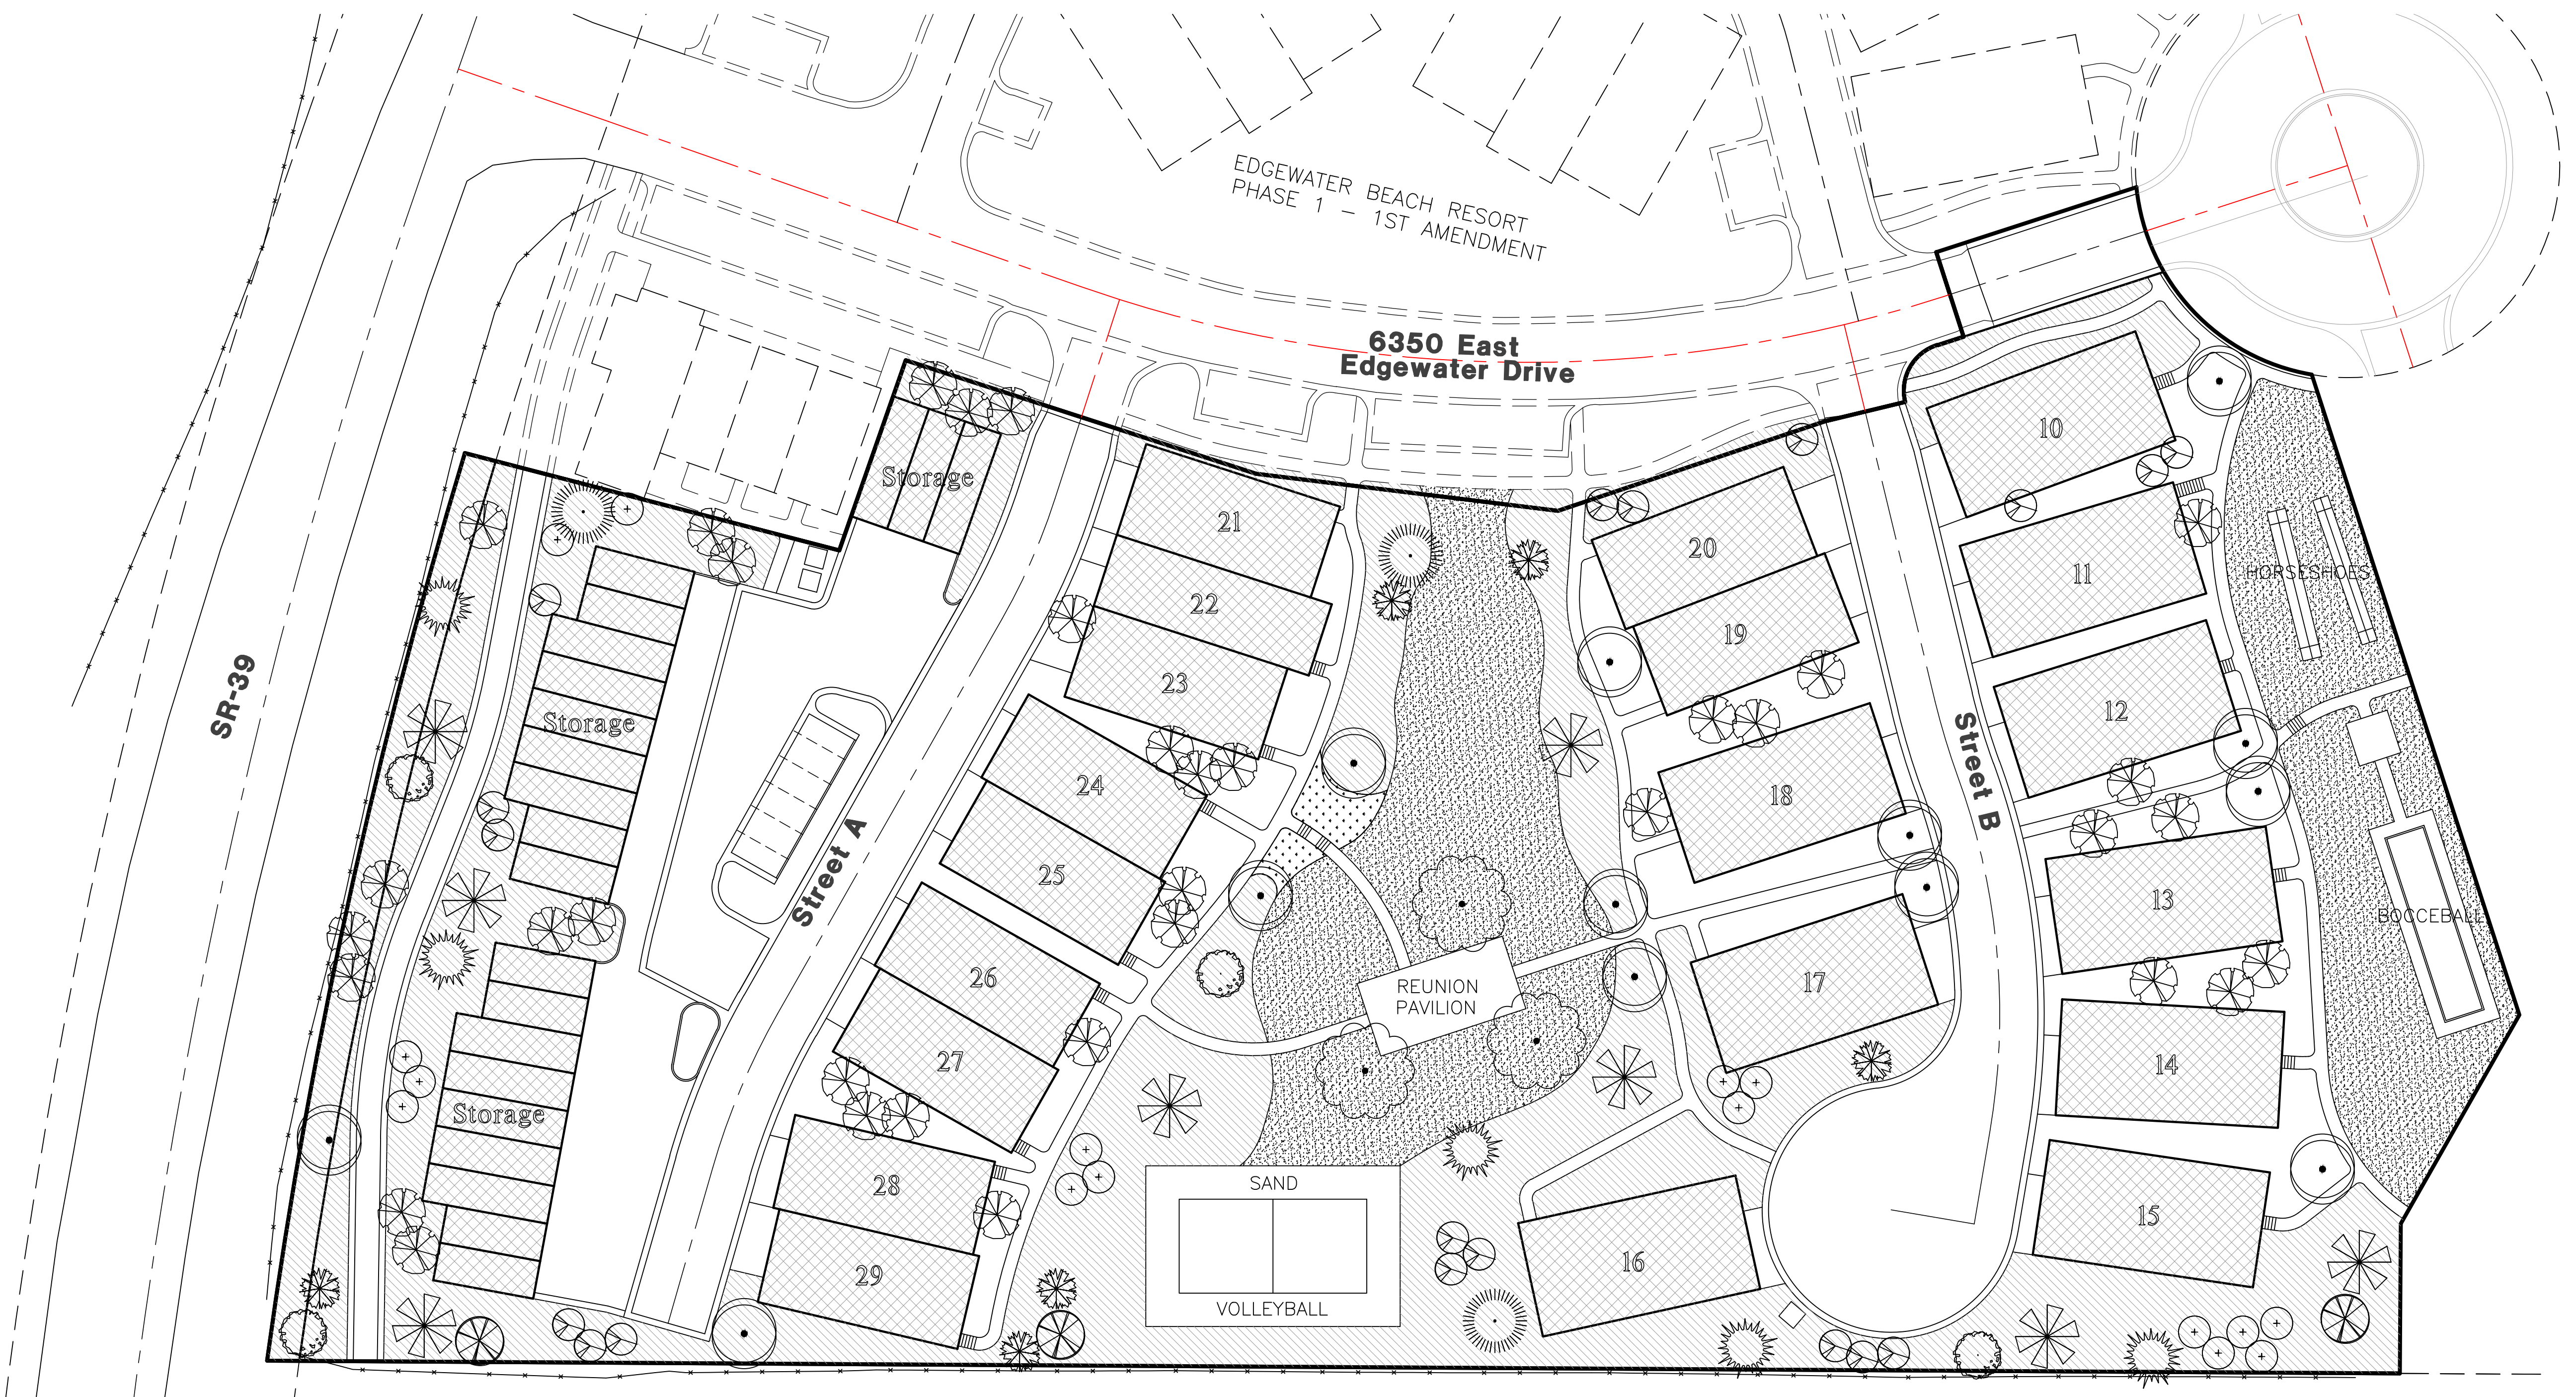 EDGEWATER BEACH RESORT
PHASE 1 – 1ST AMENDMENT
6350 East
Edgewater Drive
SR-39
Storage
Storage
Storage
Street A
Street B
10
11
12
13
14
15
16
17
18
19
20
21
22
23
24
25
26
27
28
29
HORSESHOES
BOCCEBALL
REUNION
PAVILION
SAND
VOLLEYBALL